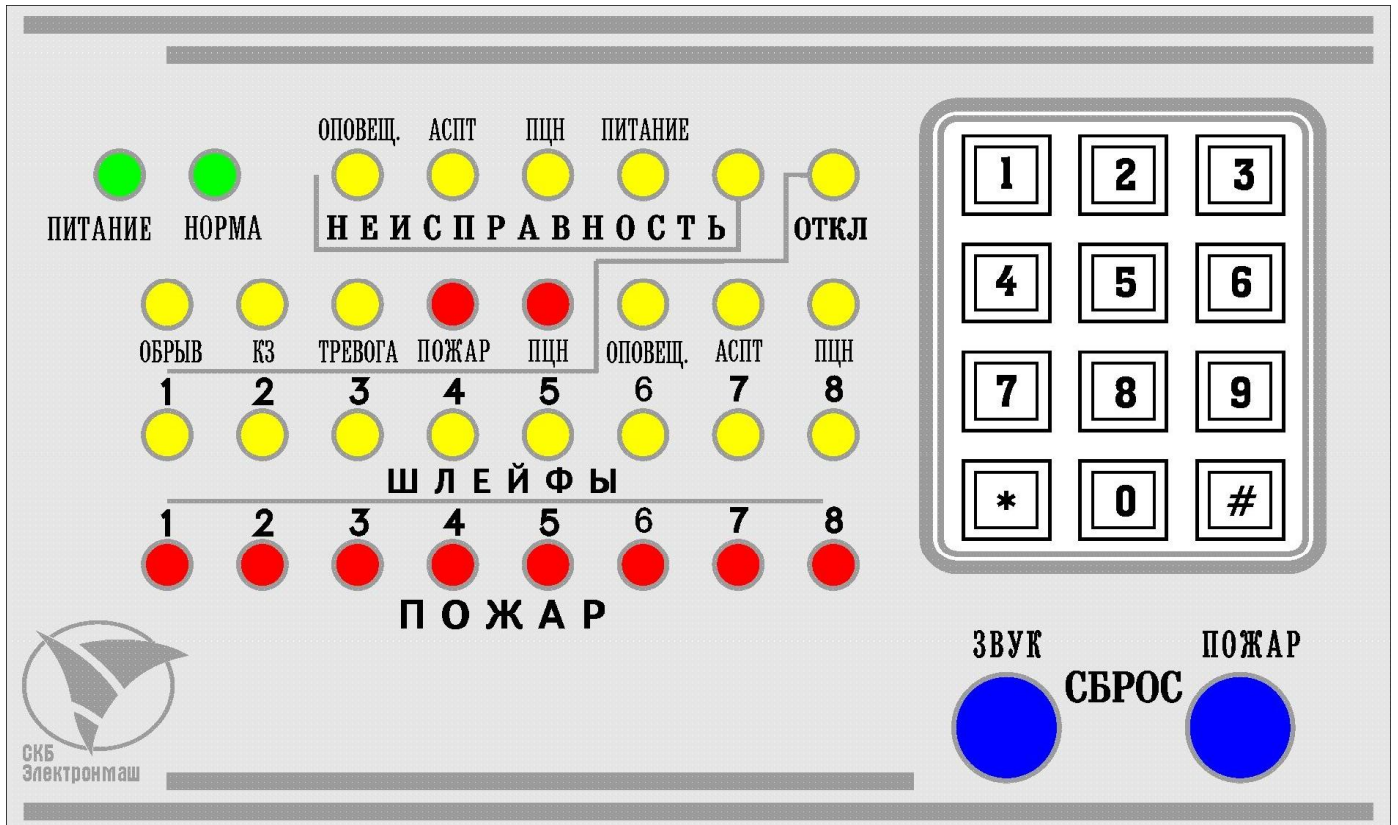 ОПОВЕЩ. АСПТ ПЦН ПИТАНИЕ
ПИТАНИЕ НОРМА НЕИСПРАВНОСТЬ ОТКЛ
ОБРЫВ КЗ ТРЕВОГА ПОЖАР ПЦН ОПОВЕЩ. АСПТ ПЦН
1 2 3 4 5 6 7 8
ШЛЕЙФЫ
1 2 3 4 5 6 7 8
ПОЖАР
СКБ
Электронмаш
1 2 3
4 5 6
7 8 9
* 0 #
ЗВУК ПОЖАР
СБРОС